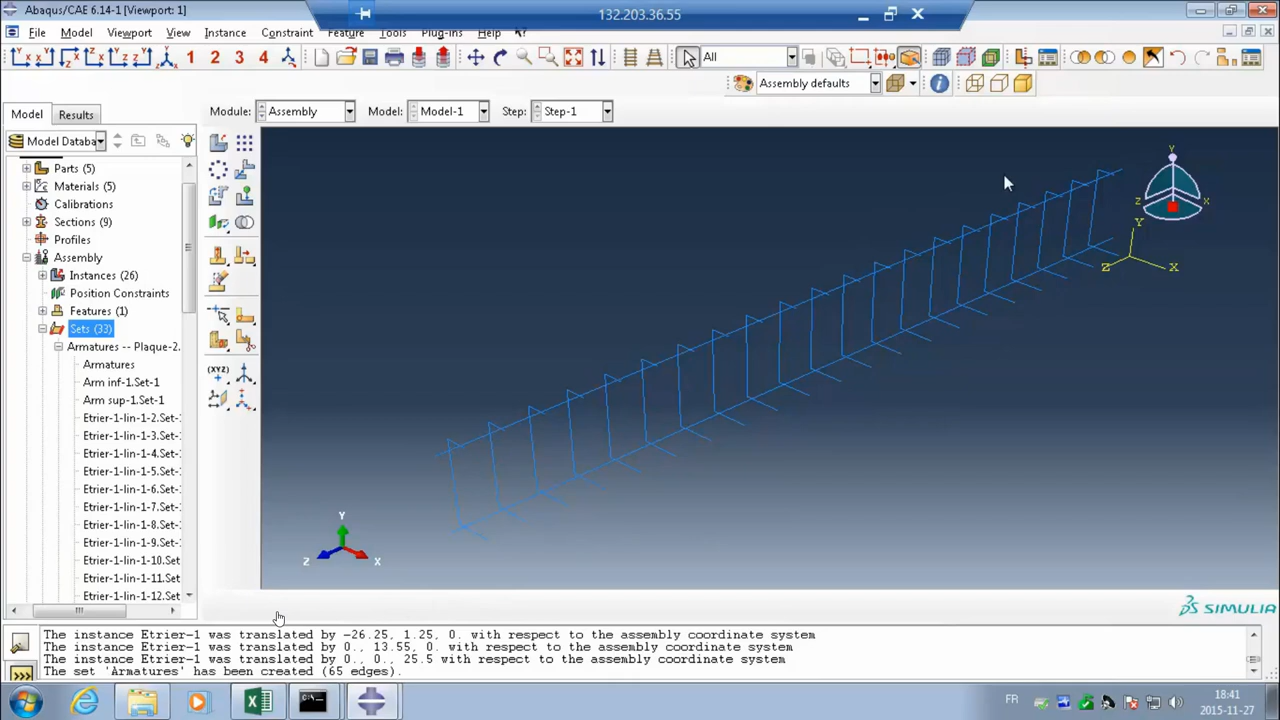 Abaqus/CAE 6.14-1 [Viewport: 1]
132.203.36.55
File Model Viewport View Instance Constraint Feature Tools Plug-ins Help
1 2 3 4
All
Assembly defaults
Model Results
Module: Assembly Model: Model-1 Step: Step-1
Model Databa
Parts (5)
Materials (5)
Calibrations
Sections (9)
Profiles
Assembly
Instances (26)
Position Constraints
Features (1)
Sets (33)
Armatures -- Plaque-2.
Armatures
Arm inf-1.Set-1
Arm sup-1.Set-1
Etrier-1-lin-1-2.Set-
Etrier-1-lin-1-3.Set-
Etrier-1-lin-1-4.Set-
Etrier-1-lin-1-5.Set-
Etrier-1-lin-1-6.Set-
Etrier-1-lin-1-7.Set-
Etrier-1-lin-1-8.Set-
Etrier-1-lin-1-9.Set-
Etrier-1-lin-1-10.Set
Etrier-1-lin-1-11.Set
Etrier-1-lin-1-12.Set
(XYZ)
Y
Z X
Y
Z X
Y
Z X
SIMULIA
The instance Etrier-1 was translated by -26.25, 1.25, 0. with respect to the assembly coordinate system
The instance Etrier-1 was translated by 0., 13.55, 0. with respect to the assembly coordinate system
The instance Etrier-1 was translated by 0., 0., 25.5 with respect to the assembly coordinate system
The set 'Armatures' has been created (65 edges).
FR
18:41
2015-11-27